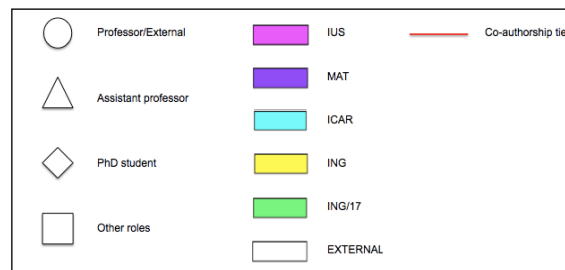 Professor/External
IUS
Co-authorship tie
MAT
Assistant professor
ICAR
PhD student
ING
ING/17
Other roles
EXTERNAL